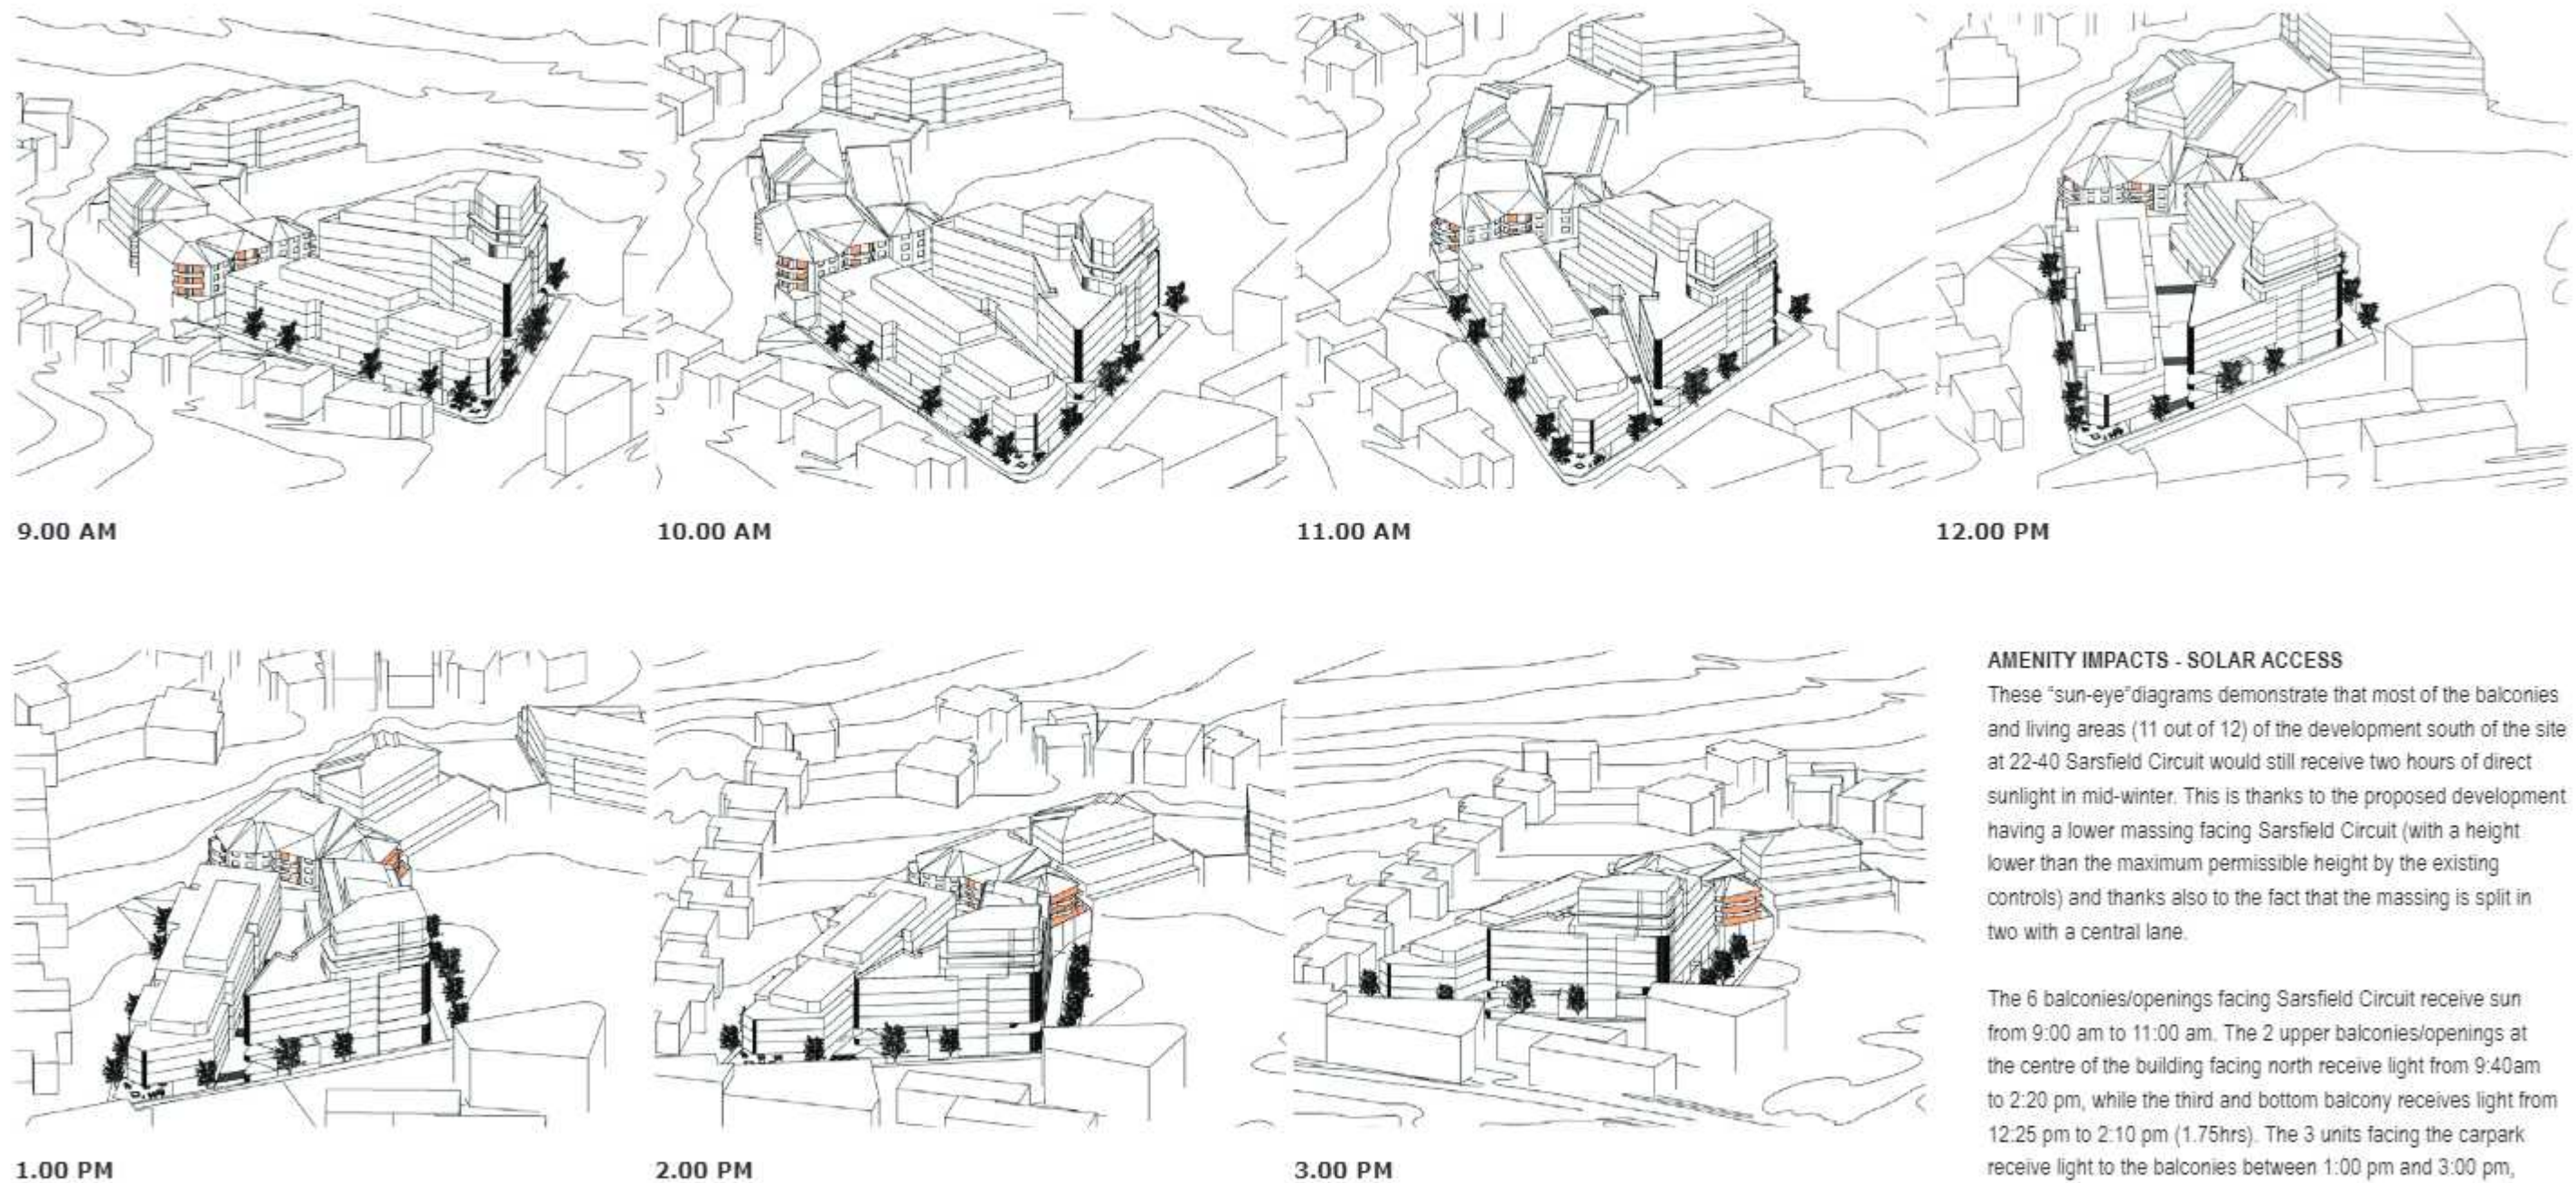 9.00 AM
10.00 AM
11.00 AM
12.00 PM
1.00 PM
2.00 PM
3.00 PM
AMENITY IMPACTS - SOLAR ACCESS
These "sun-eye"diagrams demonstrate that most of the balconies
and living areas (11 out of 12) of the development south of the site
at 22-40 Sarsfield Circuit would still receive two hours of direct
sunlight in mid-winter. This is thanks to the proposed development
having a lower massing facing Sarsfield Circuit (with a height
lower than the maximum permissible height by the existing
controls) and thanks also to the fact that the massing is split in
two with a central lane.
The 6 balconies/openings facing Sarsfield Circuit receive sun
from 9:00 am to 11:00 am. The 2 upper balconies/openings at
the centre of the building facing north receive light from 9:40am
to 2:20 pm, while the third and bottom balcony receives light from
12:25 pm to 2:10 pm (1.75hrs). The 3 units facing the carpark
receive light to the balconies between 1:00 pm and 3:00 pm,